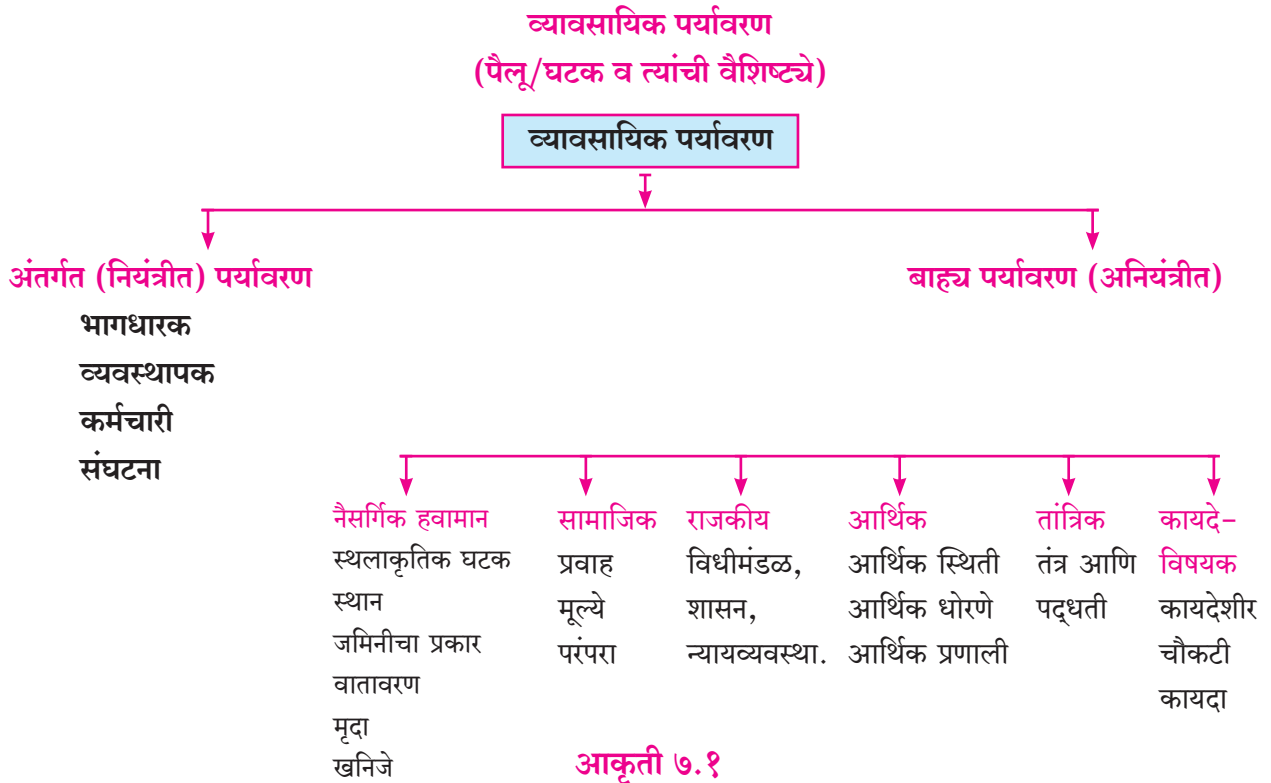 व्यावसायिक पर्यावरण
(पैलू/घटक व त्यांची वैशिष्ट्ये)
व्यावसायिक पर्यावरण
अंतर्गत (नियंत्रीत) पर्यावरण
भागधारक
व्यवस्थापक
कर्मचारी
संघटना
बाह्य पर्यावरण (अनियंत्रीत)
नैसर्गिक हवामान
स्थलाकृतिक घटक
स्थान
जमिनीचा प्रकार
वातावरण
मृदा
खनिजे
सामाजिक
प्रवाह
मूल्ये
परंपरा
राजकीय
विधीमंडळ,
शासन,
न्यायव्यवस्था.
आर्थिक
आर्थिक स्थिती
आर्थिक धोरणे
आर्थिक प्रणाली
तांत्रिक
तंत्र आणि
पद्धती
कायदे-
विषयक
कायदेशीर
चौकटी
कायदा
आकृती ७.१